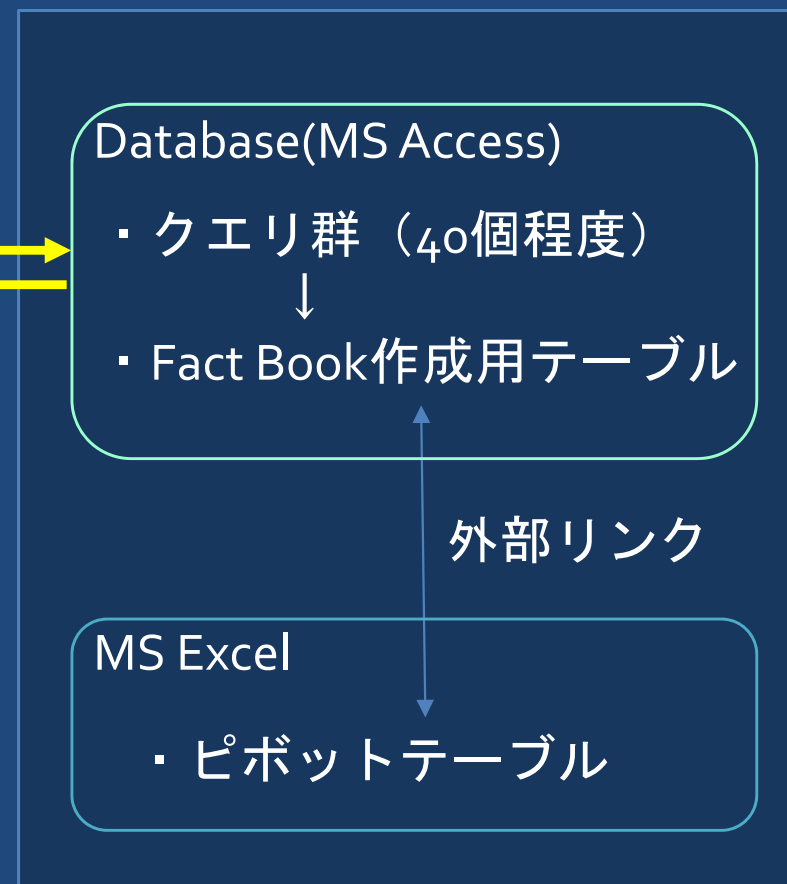 Database(MS Access)
・クエリ群（40個程度）
↓
・Fact Book作成用テーブル
外部リンク
MS Excel
・ピボットテーブル